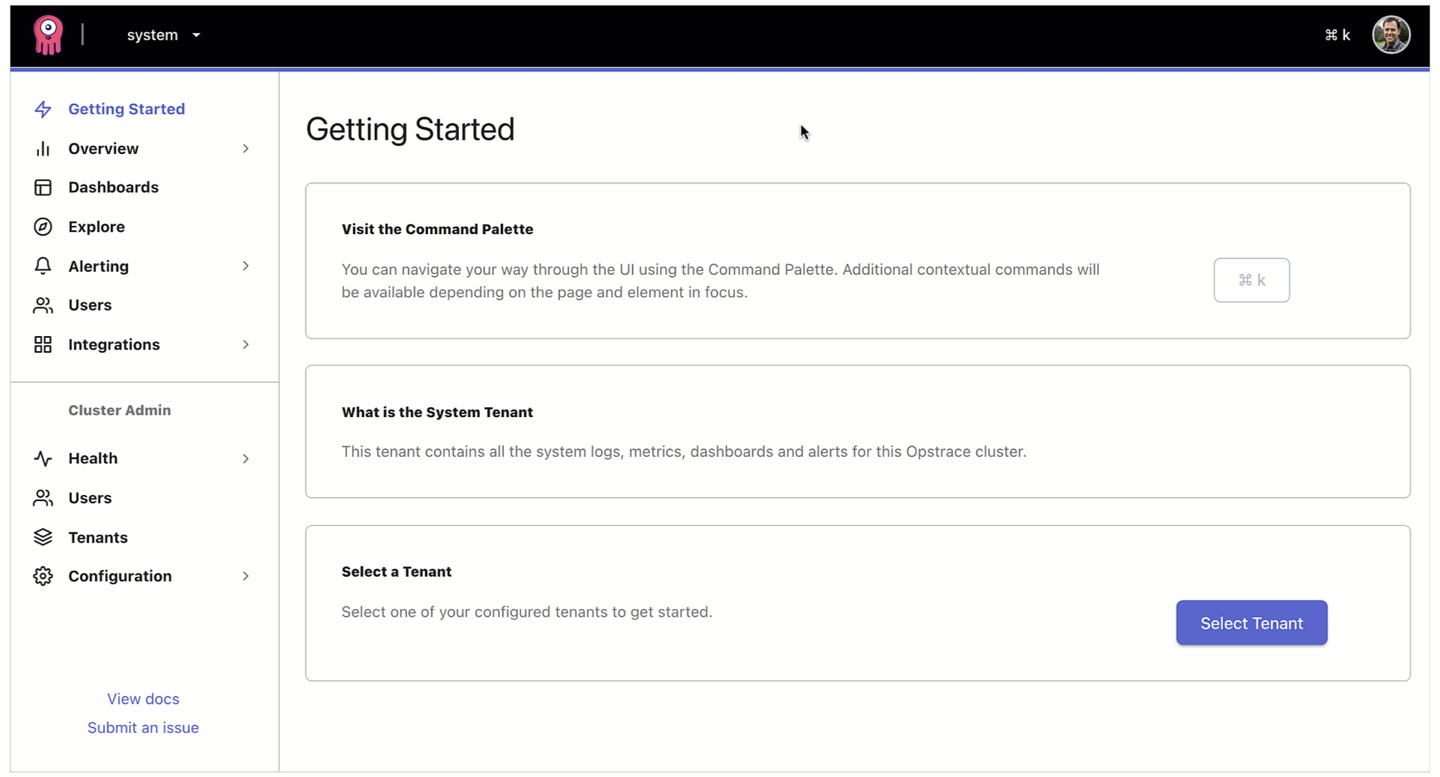 system
⌘ k
Getting Started
Overview
Dashboards
Explore
Alerting
Users
Integrations
Cluster Admin
Health
Users
Tenants
Configuration
View docs
Submit an issue
Getting Started
Visit the Command Palette
You can navigate your way through the UI using the Command Palette. Additional contextual commands will
be available depending on the page and element in focus.
⌘ k
What is the System Tenant
This tenant contains all the system logs, metrics, dashboards and alerts for this Opstrace cluster.
Select a Tenant
Select one of your configured tenants to get started.
Select Tenant